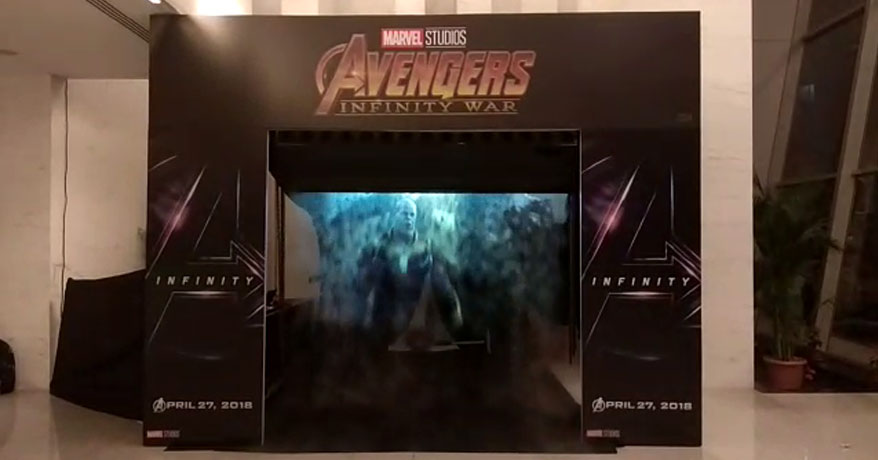 MARVEL STUDIOS
AVENGERS
INFINITY WAR
INFINITY
INFINITY
APRIL 27, 2018
APRIL 27, 2018
MARVEL STUDIOS
MARVEL STUDIOS